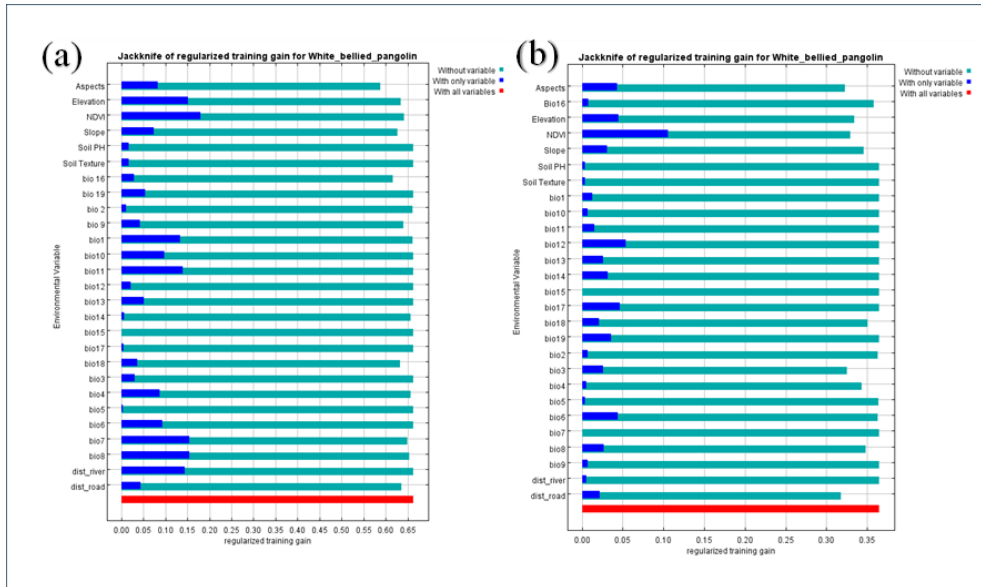 (a)
Jackknife of regularized training gain for White_bellied_pangolin
Without variable
With only variable
With all variables
Environmental Variable
Aspects
Elevation
NDVI
Slope
Soil PH
Soil Texture
bio 16
bio 19
bio 2
bio 9
bio1
bio10
bio11
bio12
bio13
bio14
bio15
bio17
bio18
bio3
bio4
bio5
bio6
bio7
bio8
dist_river
dist_road
0.00 0.05 0.10 0.15 0.20 0.25 0.30 0.35 0.40 0.45 0.50 0.55 0.60 0.65
regularized training gain
(b)
Jackknife of regularized training gain for White_bellied_pangolin
Without variable
With only variable
With all variables
Environmental Variable
Aspects
Bio16
Elevation
NDVI
Slope
Soil PH
Soil Texture
bio1
bio10
bio11
bio12
bio13
bio14
bio15
bio17
bio18
bio19
bio2
bio3
bio4
bio5
bio6
bio7
bio8
bio9
dist_river
dist_road
0.00 0.05 0.10 0.15 0.20 0.25 0.30 0.35
regularized training gain